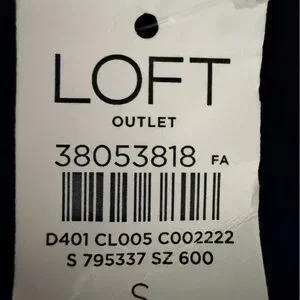 LOFT
OUTLET
38053818 FA
D401 CL005 C002222
S 795337 SZ 600
S